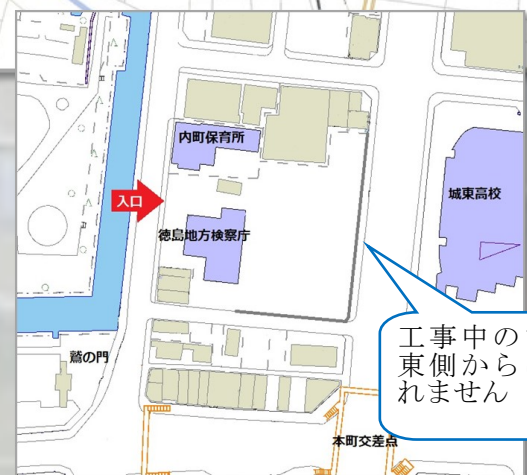 内町保育所
城東高校
入口
徳島地方検察庁
工事中の
東側から
れません
鷲の門
本町交差点